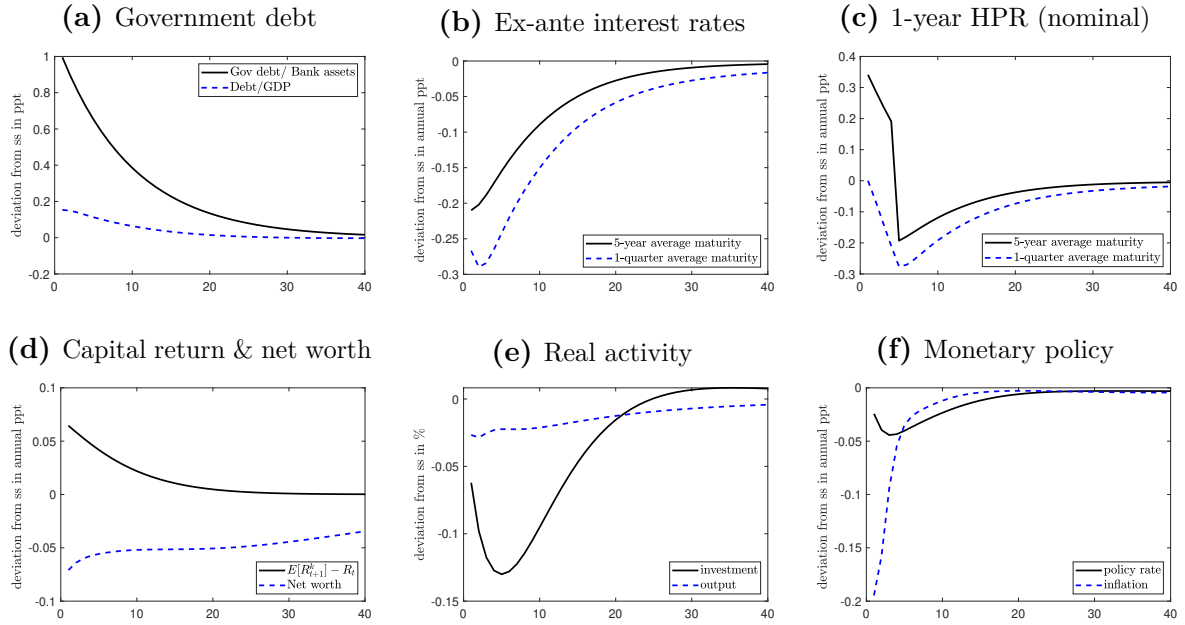 (a) Government debt
deviation from ss in ppt
1
0.8
0.6
0.4
0.2
0
-0.2
0
10
20
30
40
Gov debt/ Bank assets
Debt/GDP
(b) Ex-ante interest rates
deviation from ss in annual ppt
0
-0.05
-0.1
-0.15
-0.2
-0.25
-0.3
0
10
20
30
40
5-year average maturity
1-quarter average maturity
(c) 1-year HPR (nominal)
deviation from ss in annual ppt
0.4
0.3
0.2
0.1
0
-0.1
-0.2
-0.3
0
10
20
30
40
5-year average maturity
1-quarter average maturity
(d) Capital return & net worth
deviation from ss in annual ppt
0.1
0.05
0
-0.05
-0.1
0
10
20
30
40
E[R^k_{t+1}] − R_t
Net worth
(e) Real activity
deviation from ss in %
0
-0.05
-0.1
-0.15
0
10
20
30
40
investment
output
(f) Monetary policy
deviation from ss in annual ppt
0
-0.05
-0.1
-0.15
-0.2
0
10
20
30
40
policy rate
inflation